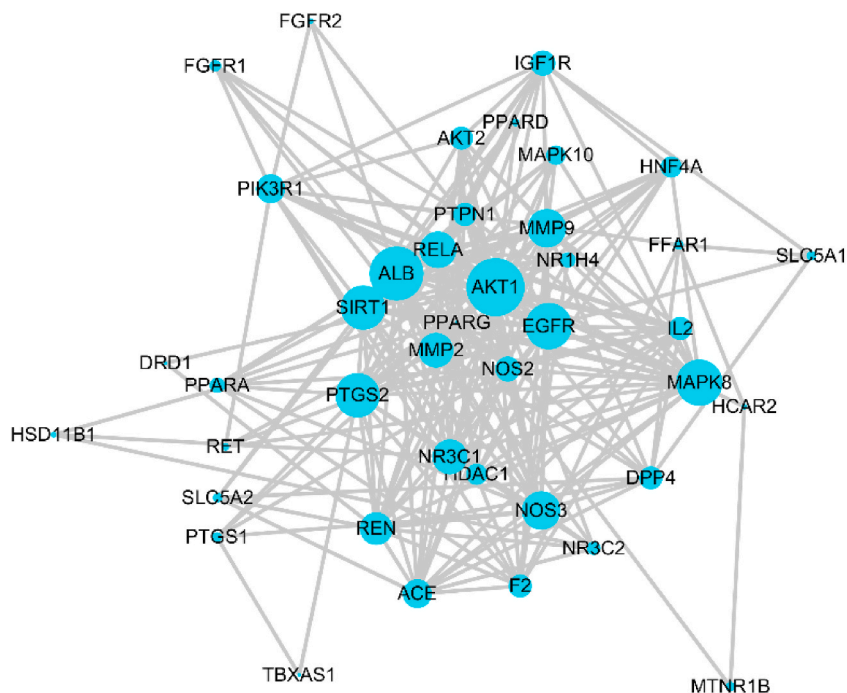 FGFR2
FGFR1
IGF1R
PPARD
AKT2
MAPK10
HNF4A
PIK3R1
PTPN1
MMP9
RELA
FFAR1
SLC5A1
NR1H4
ALB
AKT1
SIRT1
PPARG
EGFR
IL2
MMP2
DRD1
NOS2
PPARA
MAPK8
PTGS2
HCAR2
HSD11B1
RET
NR3C1
HDAC1
DPP4
SLC5A2
NOS3
REN
PTGS1
NR3C2
F2
ACE
TBXAS1
MTNR1B